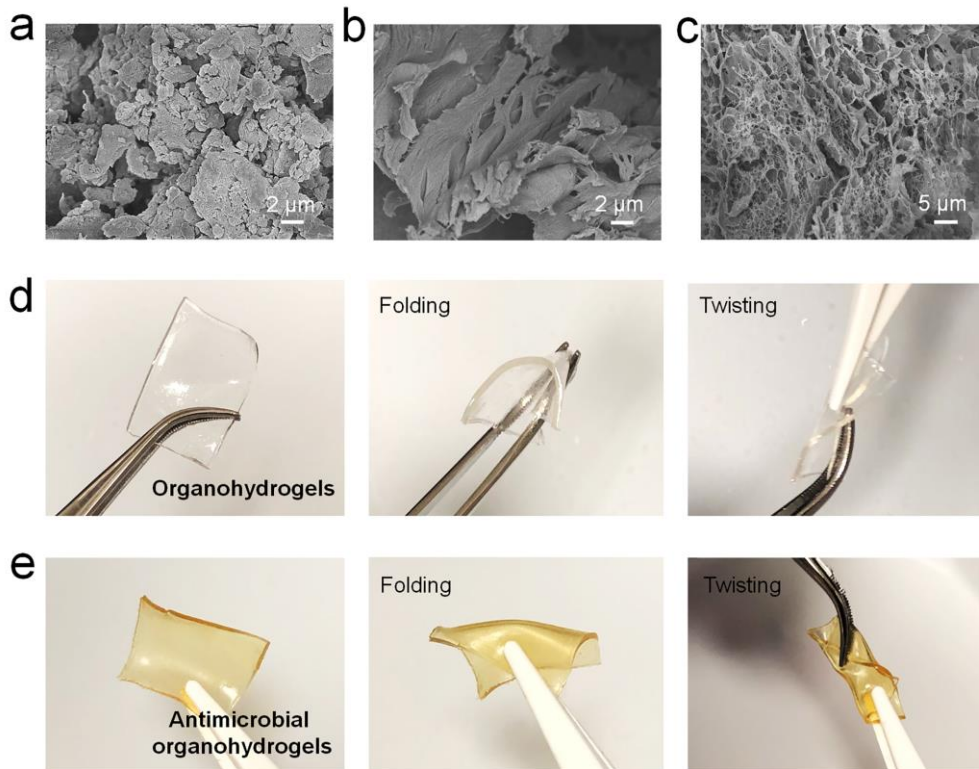 a
b
c
2 µm
2 µm
5 µm
d
Folding
Twisting
Organohydrogels
e
Folding
Twisting
Antimicrobial
organohydrogels